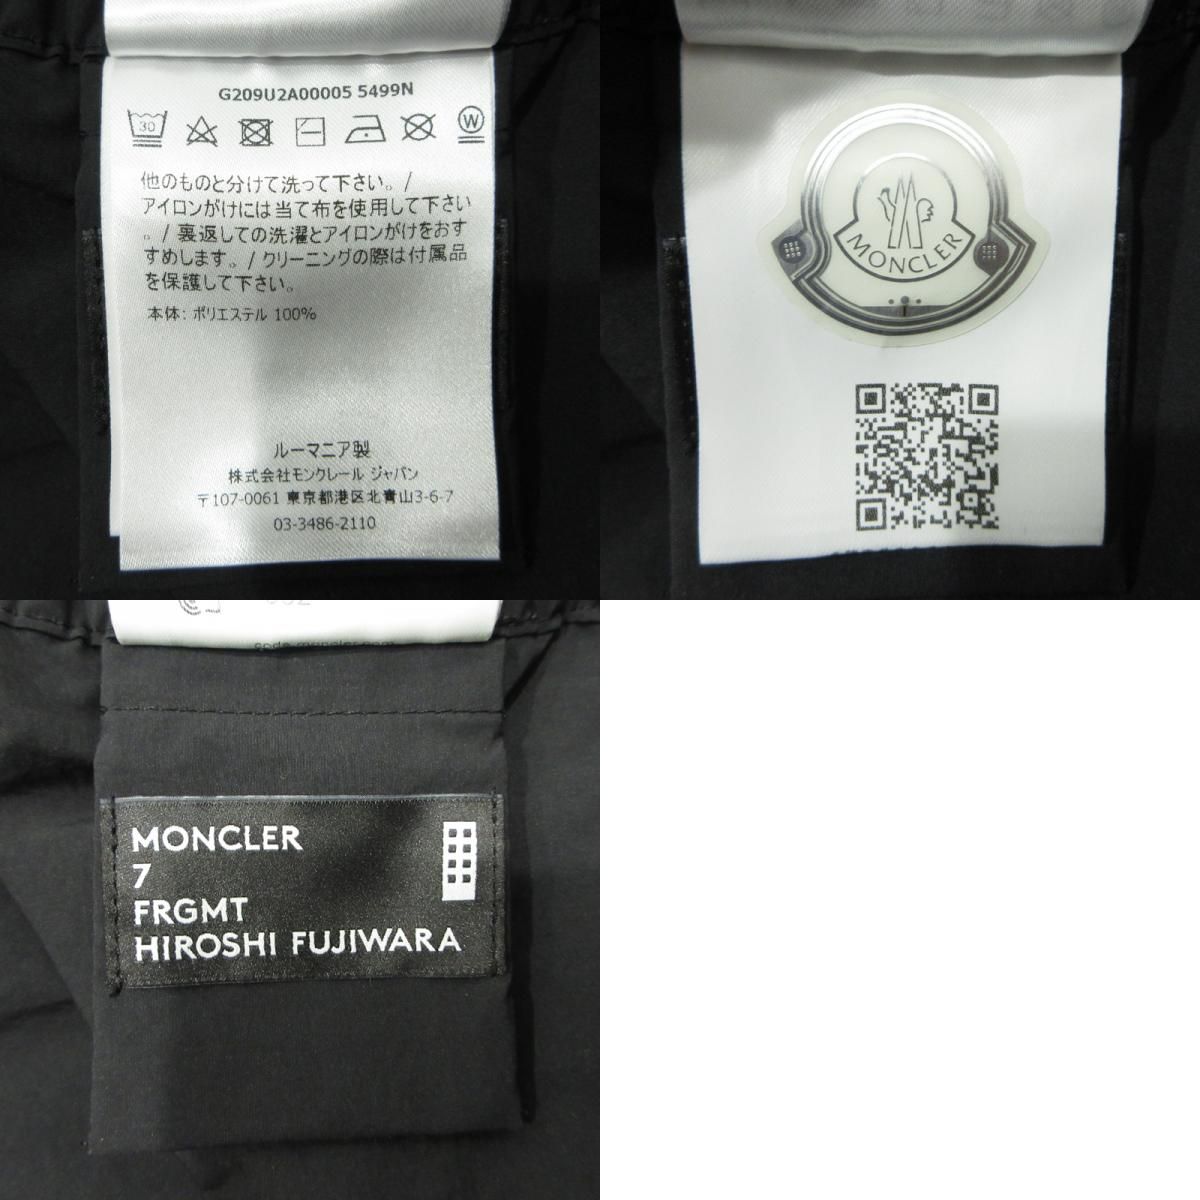 G209U2A00005 5499N
30
W
他のものと分けて洗って下さい。/
アイロンがけには当て布を使用して下さい
。/ 裏返しての洗濯とアイロンがけをおす
すめします。/ クリーニングの際は付属品
を保護して下さい。
本体: ポリエステル 100%
ルーマニア製
株式会社モンクレール ジャパン
〒107-0061 東京都港区北青山3-6-7
03-3486-2110
MONCLER
MONCLER
7
FRGMT
HIROSHI FUJIWARA